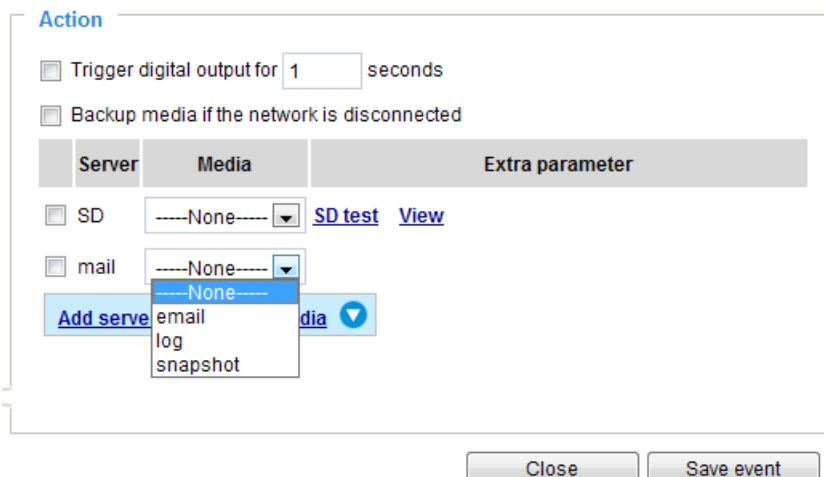 Action
Trigger digital output for 1 seconds
Backup media if the network is disconnected
Server Media Extra parameter
SD -----None----- SD test View
mail -----None-----
-----None-----
Add serve dia
email
log
snapshot
Close Save event